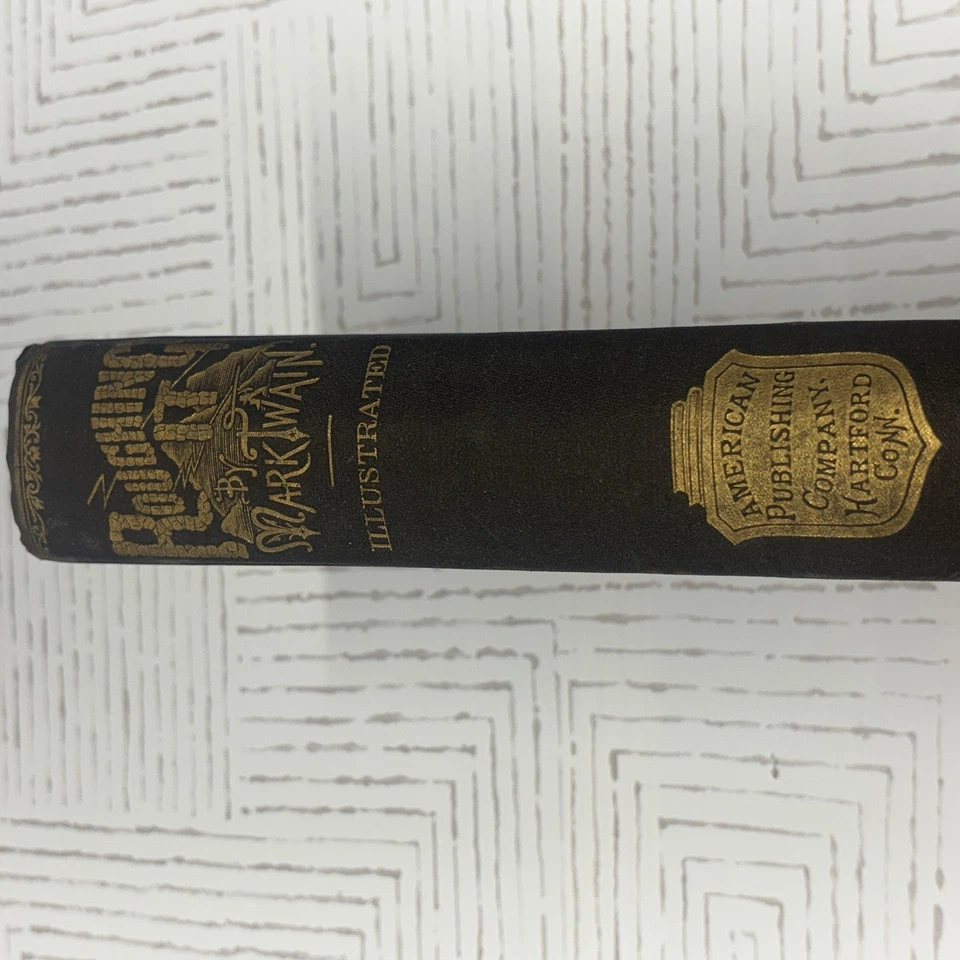 ROUGHING
IT
BY
MARK TWAIN.
ILLUSTRATED
AMERICAN
PUBLISHING
COMPANY.
HARTFORD
CONN.